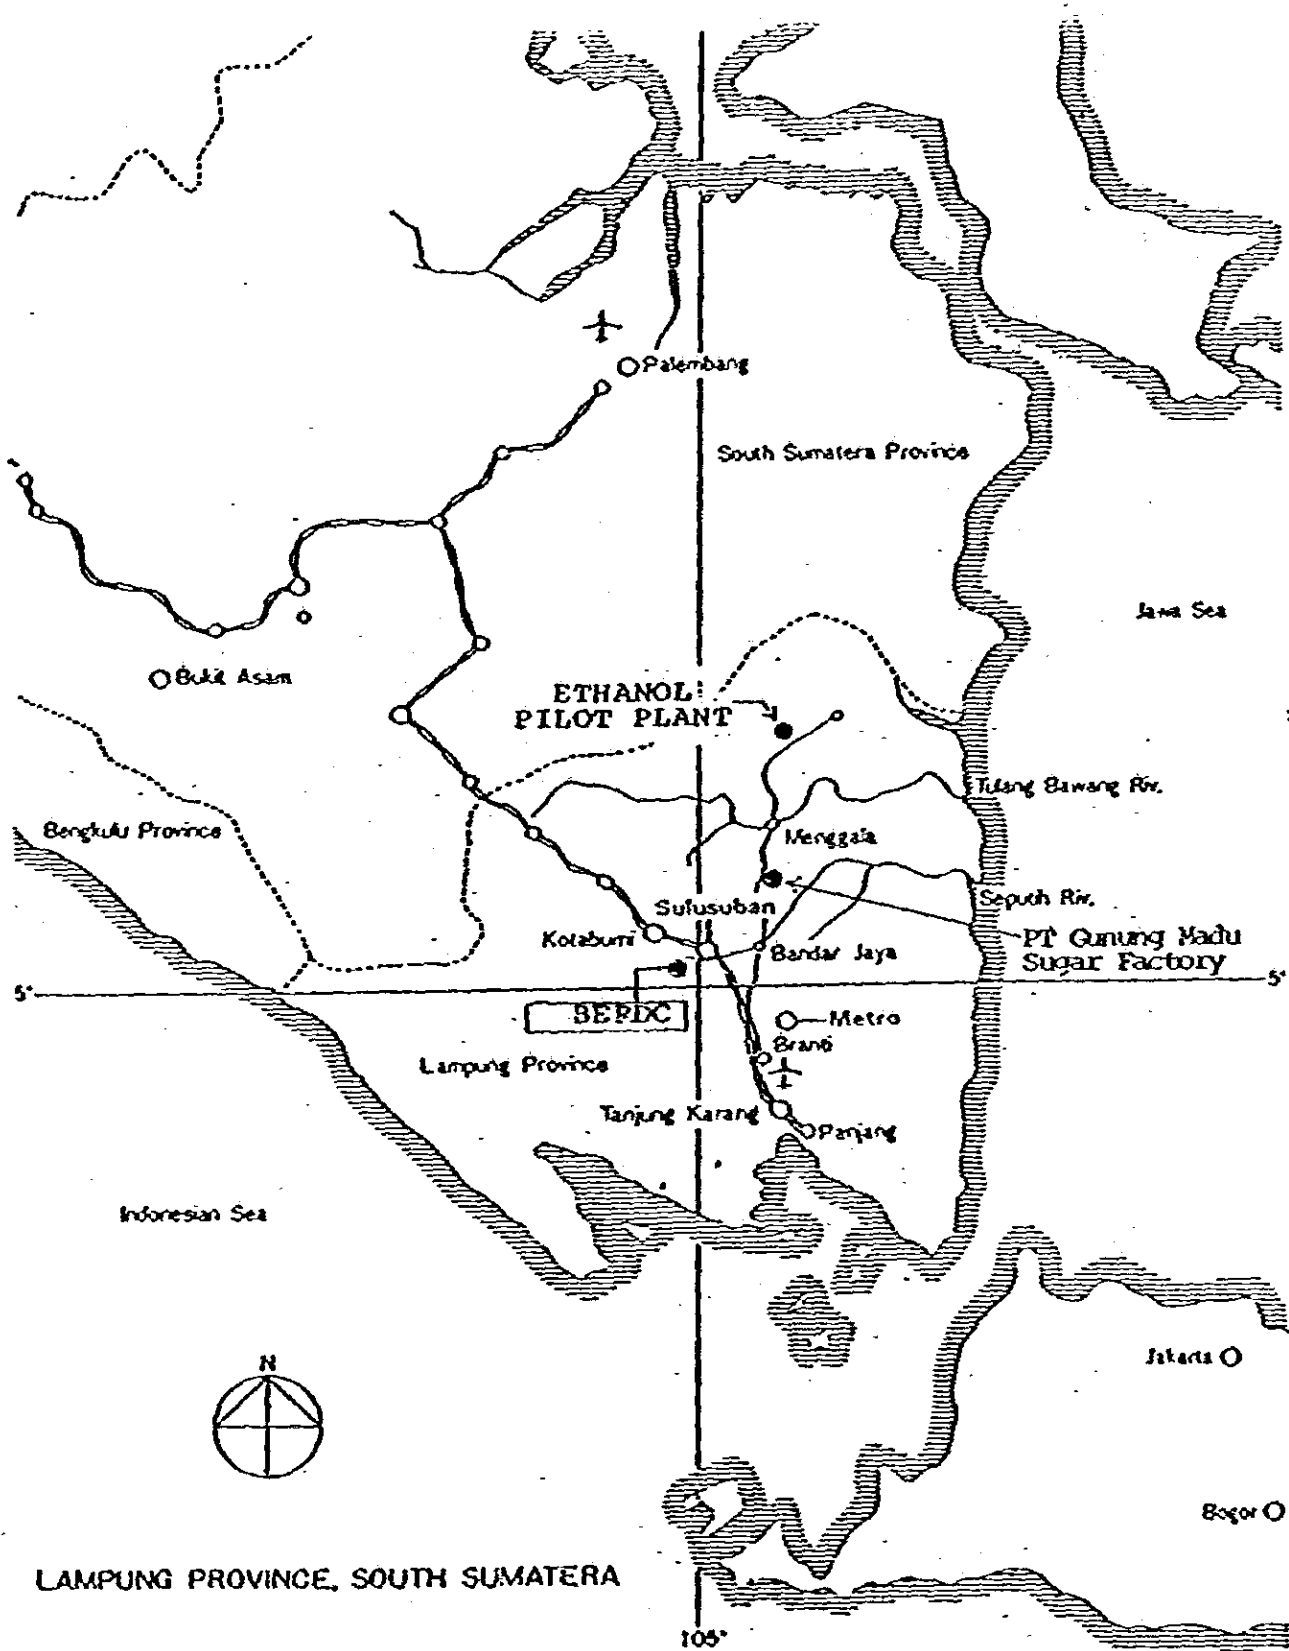 Palembang
South Sumatera Province
Jawa Sea
Bukit Asam
ETHANOL
PILOT PLANT
Tulang Bawang Riv.
Bengkulu Province
Menggala
Seputih Riv.
Sulusuban
Kotabumi
Bandar Jaya
PT Gunung Madu
Sugar Factory
5°
5°
BEPDC
Metro
Branti
Lampung Province
Tanjung Karang
Panjang
Indonesian Sea
N
Jakarta
Bogor
LAMPUNG PROVINCE, SOUTH SUMATERA
105°